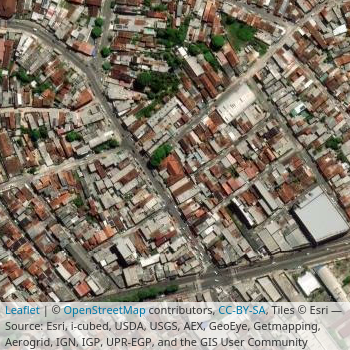 Leaflet | © OpenStreetMap contributors, CC-BY-SA, Tiles © Esri —
Source: Esri, i-cubed, USDA, USGS, AEX, GeoEye, Getmapping,
Aerogrid, IGN, IGP, UPR-EGP, and the GIS User Community